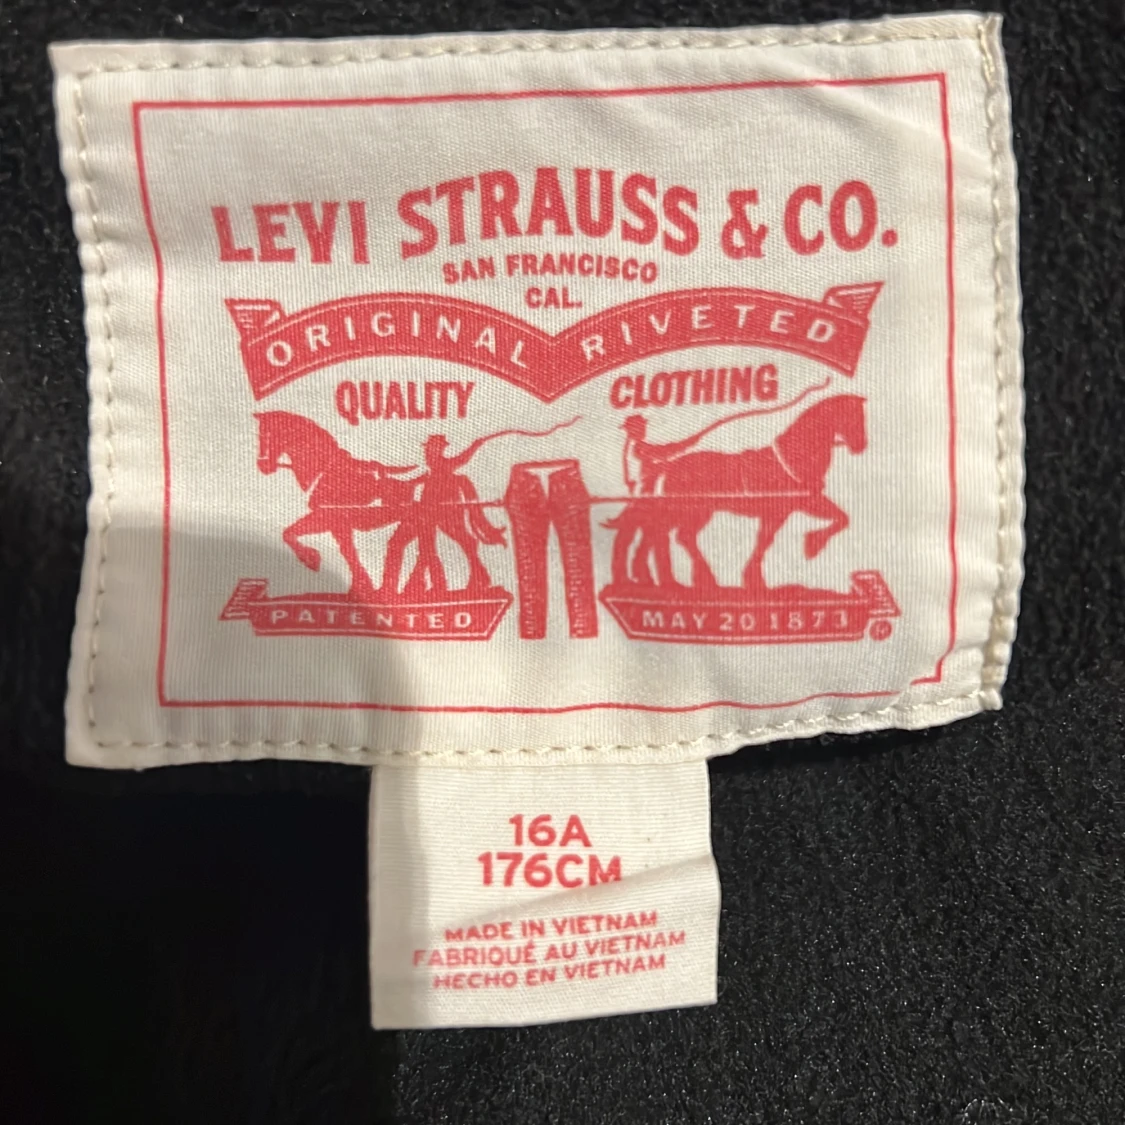 LEVI STRAUSS & CO.
SAN FRANCISCO
CAL.
ORIGINAL RIVETED
QUALITY CLOTHING
PATENTED MAY 20 1873 ®
16A
176CM
MADE IN VIETNAM
FABRIQUÉ AU VIETNAM
HECHO EN VIETNAM